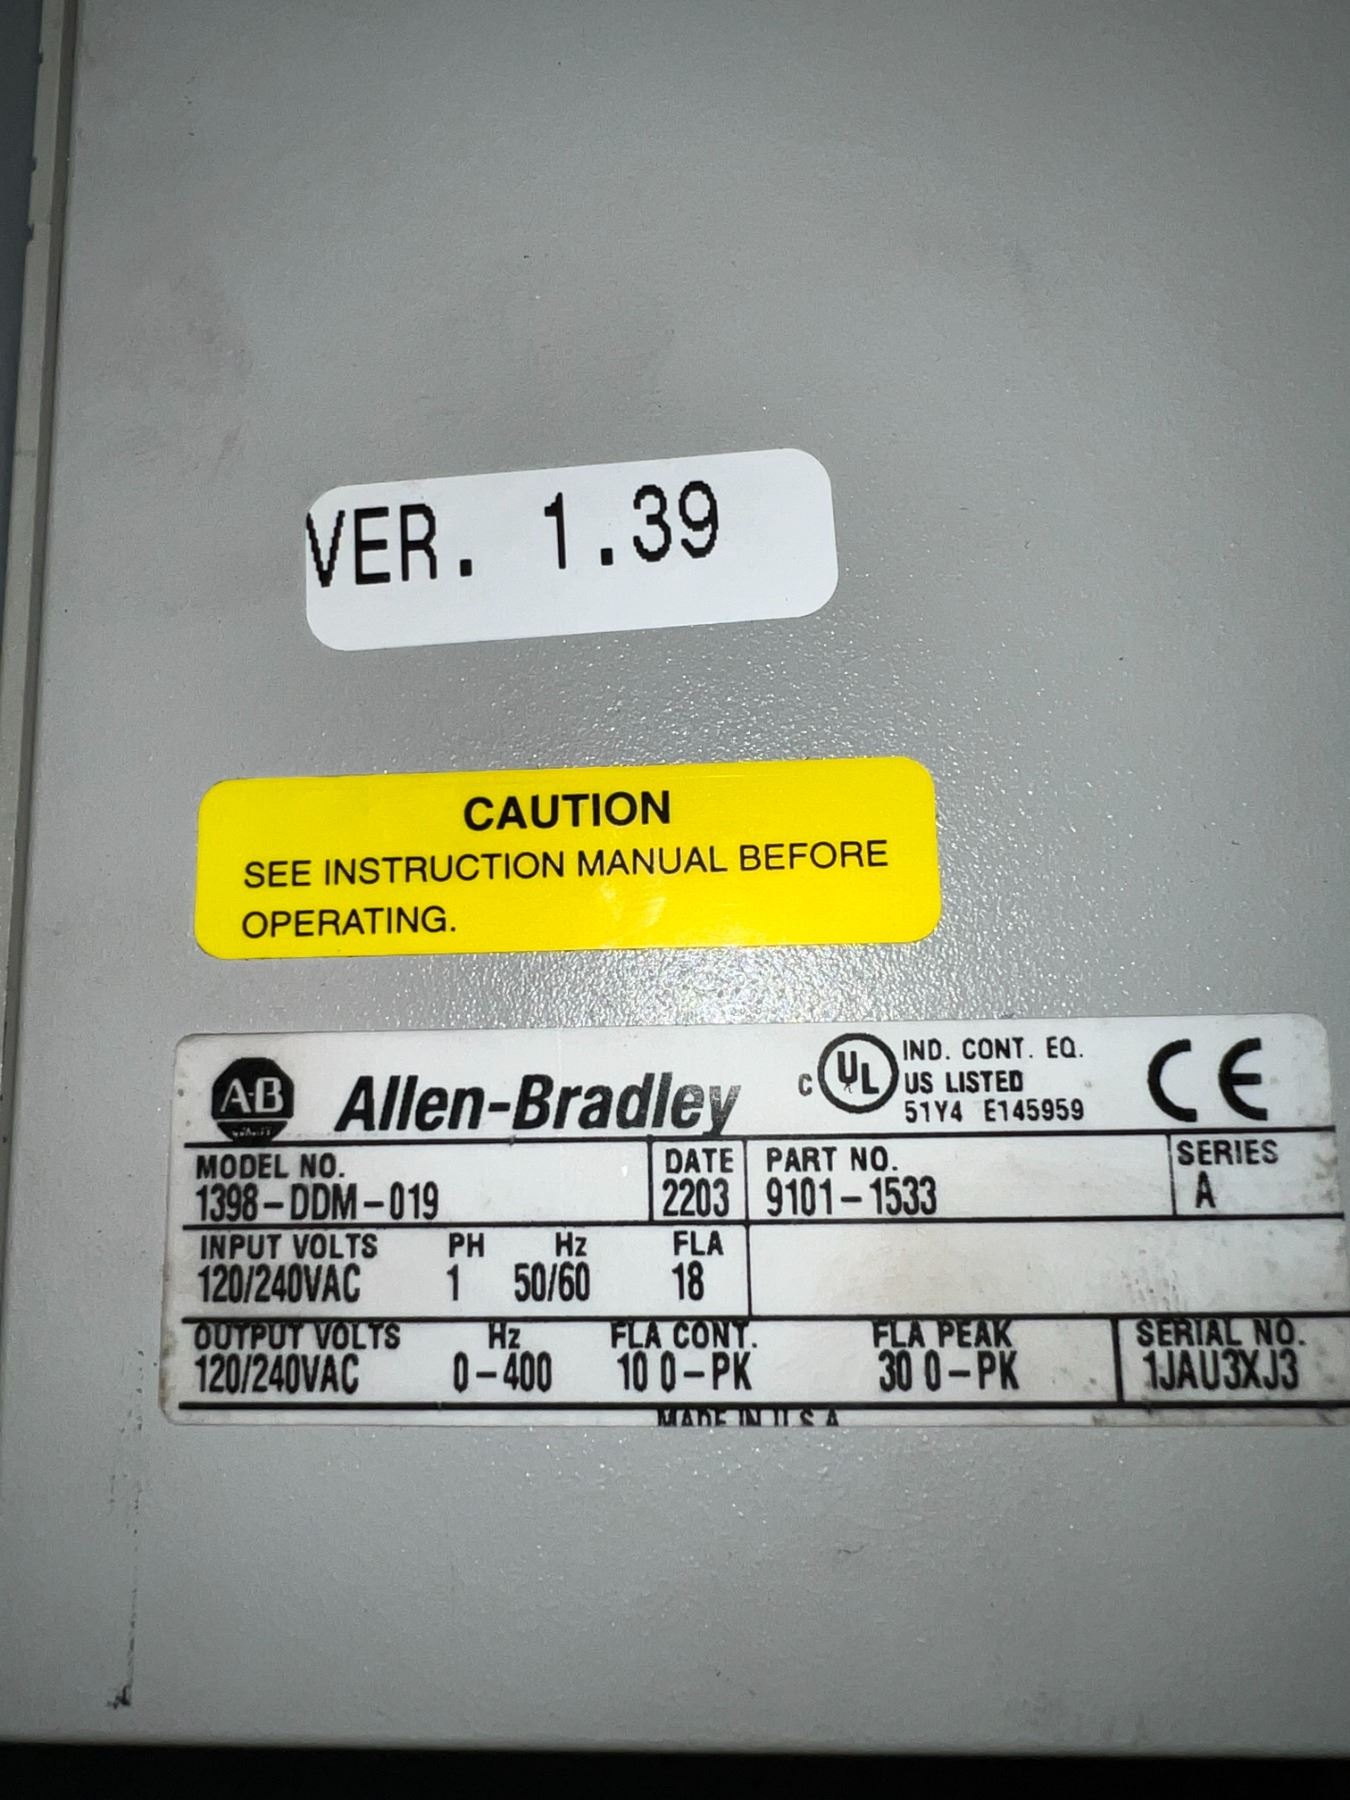 VER. 1.39
CAUTION
SEE INSTRUCTION MANUAL BEFORE
OPERATING.
A-B
Allen-Bradley
C UL IND. CONT. EQ.
US LISTED
51Y4 E145959
CE
MODEL NO. DATE PART NO. SERIES
1398-DDM-019 2203 9101-1533 A
INPUT VOLTS PH Hz FLA
120/240VAC 1 50/60 18
OUTPUT VOLTS Hz FLA CONT. FLA PEAK SERIAL NO.
120/240VAC 0-400 10 0-PK 30 0-PK 1JAU3XJ3
MADE IN U.S.A